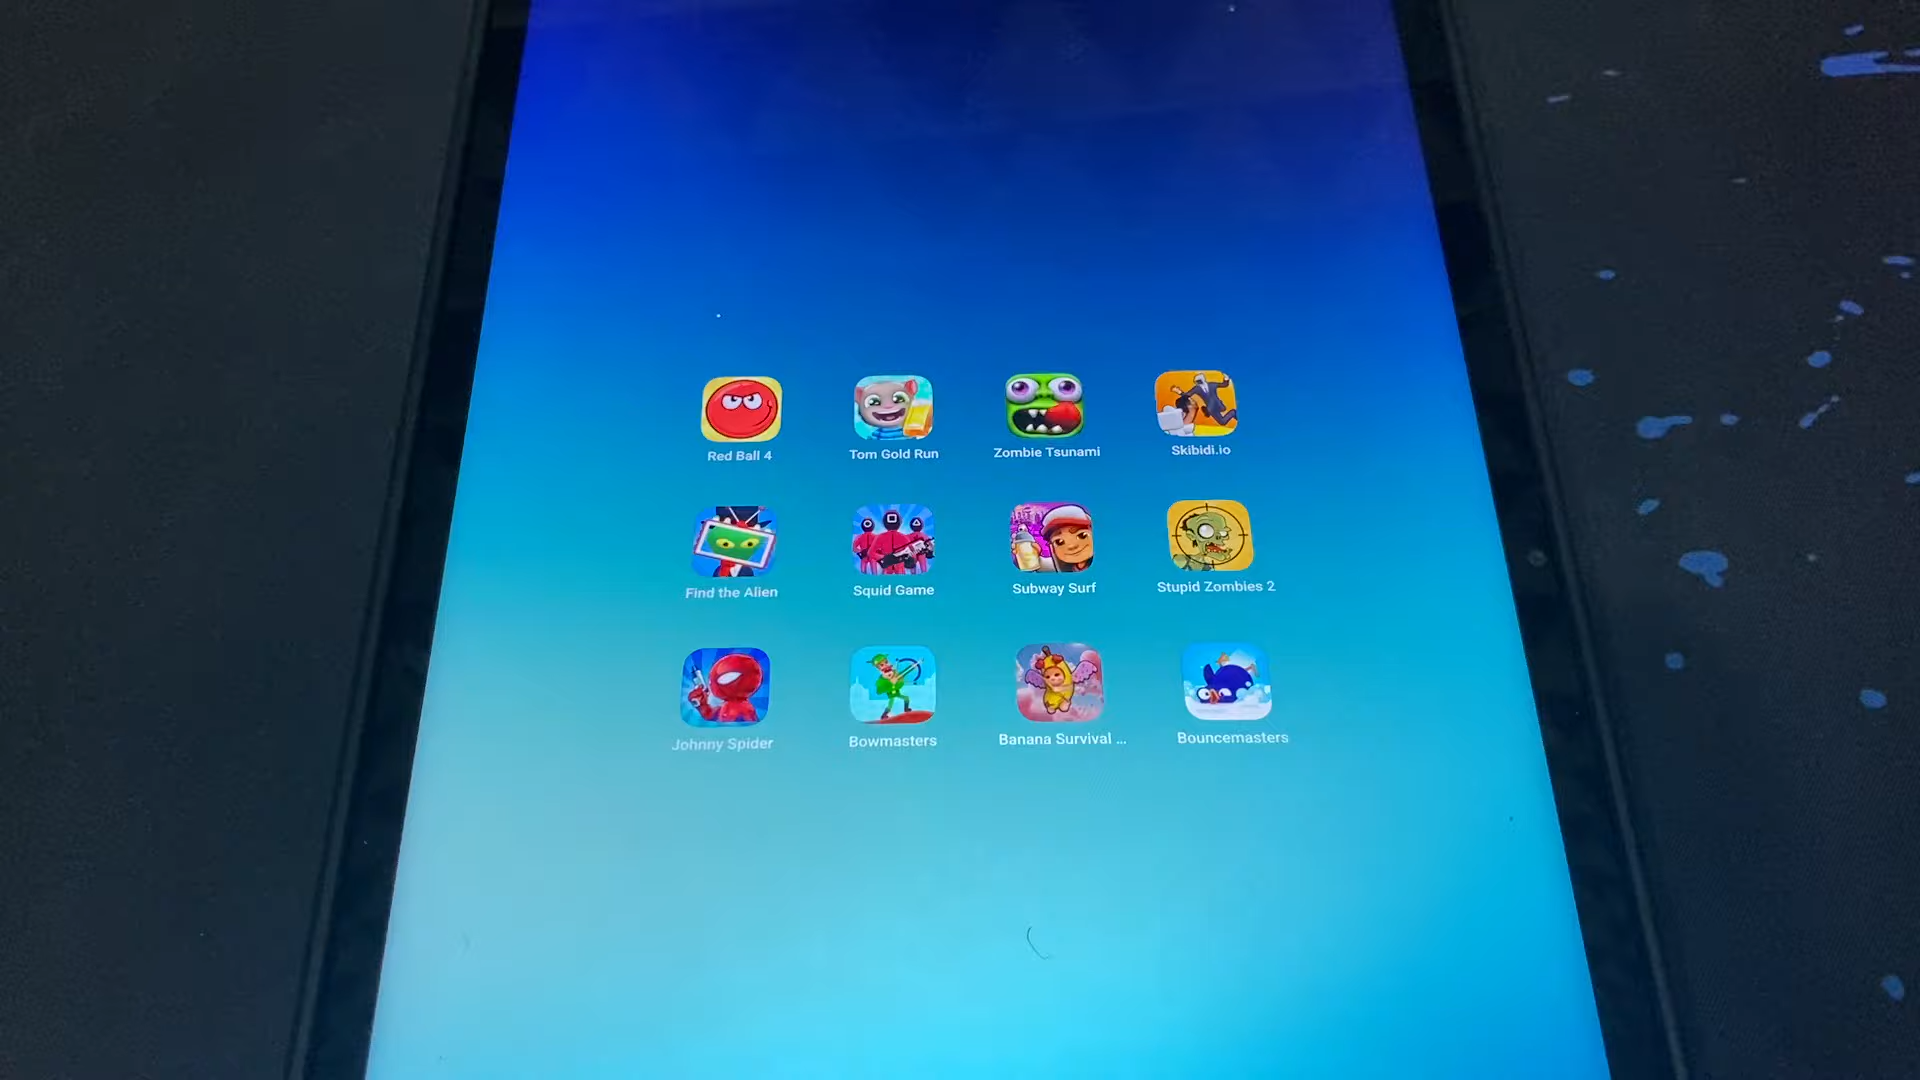 Red Ball 4
Tom Gold Run
Zombie Tsunami
Skibidi.io
Find the Alien
Squid Game
Subway Surf
Stupid Zombies 2
Johnny Spider
Bowmasters
Banana Survival ...
Bouncemasters